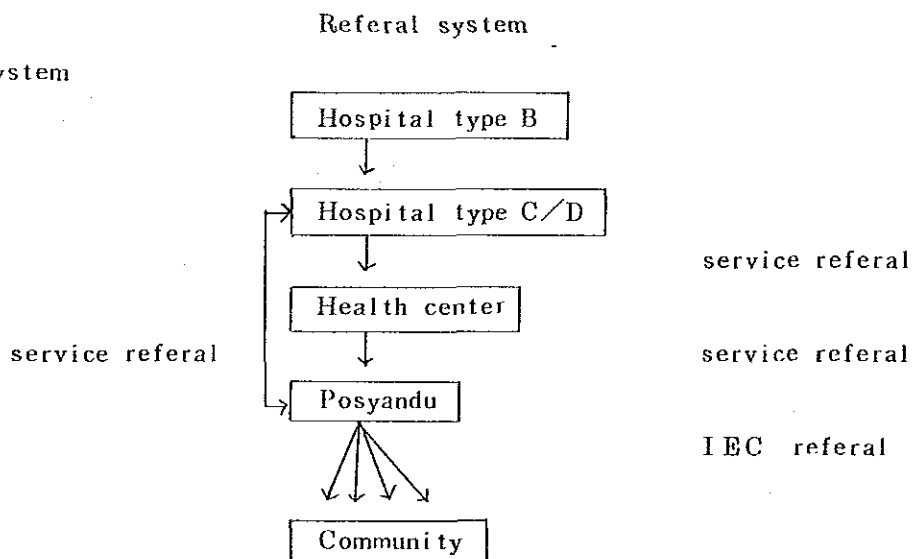 Referal system
ystem
Hospital type B
Hospital type C/D
service referal
Health center
service referal
service referal
Posyandu
IEC referal
Community